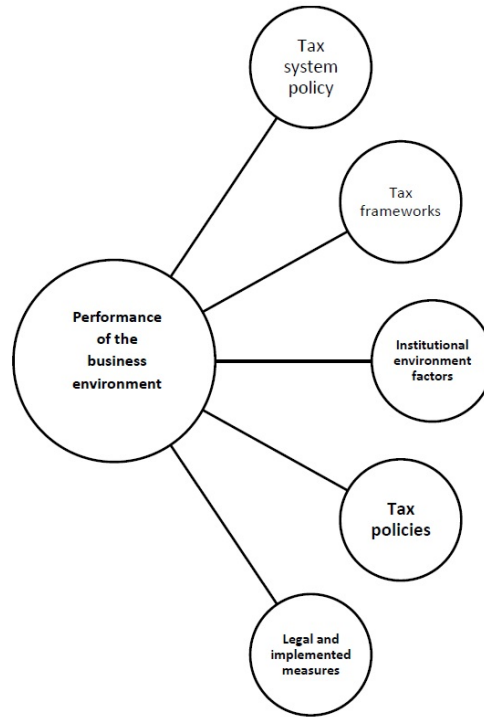 Tax
system
policy
Tax
frameworks
Performance
of the
business
environment
Institutional
environment
factors
Tax
policies
Legal and
implemented
measures